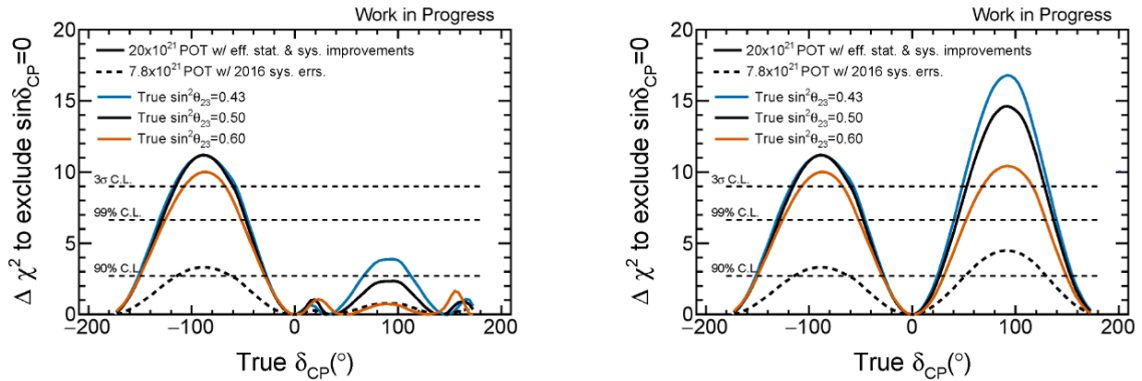 Work in Progress
20
15
10
5
0
Δ χ² to exclude sinδCP=0
20x10²¹ POT w/ eff. stat. & sys. improvements
7.8x10²¹ POT w/ 2016 sys. errs.
True sin²θ₂₃=0.43
True sin²θ₂₃=0.50
True sin²θ₂₃=0.60
3σ C.L.
99% C.L.
90% C.L.
−200 −100 0 100 200
True δCP(°)
Work in Progress
20
15
10
5
0
Δ χ² to exclude sinδCP=0
20x10²¹ POT w/ eff. stat. & sys. improvements
7.8x10²¹ POT w/ 2016 sys. errs.
True sin²θ₂₃=0.43
True sin²θ₂₃=0.50
True sin²θ₂₃=0.60
3σ C.L.
99% C.L.
90% C.L.
−200 −100 0 100 200
True δCP(°)